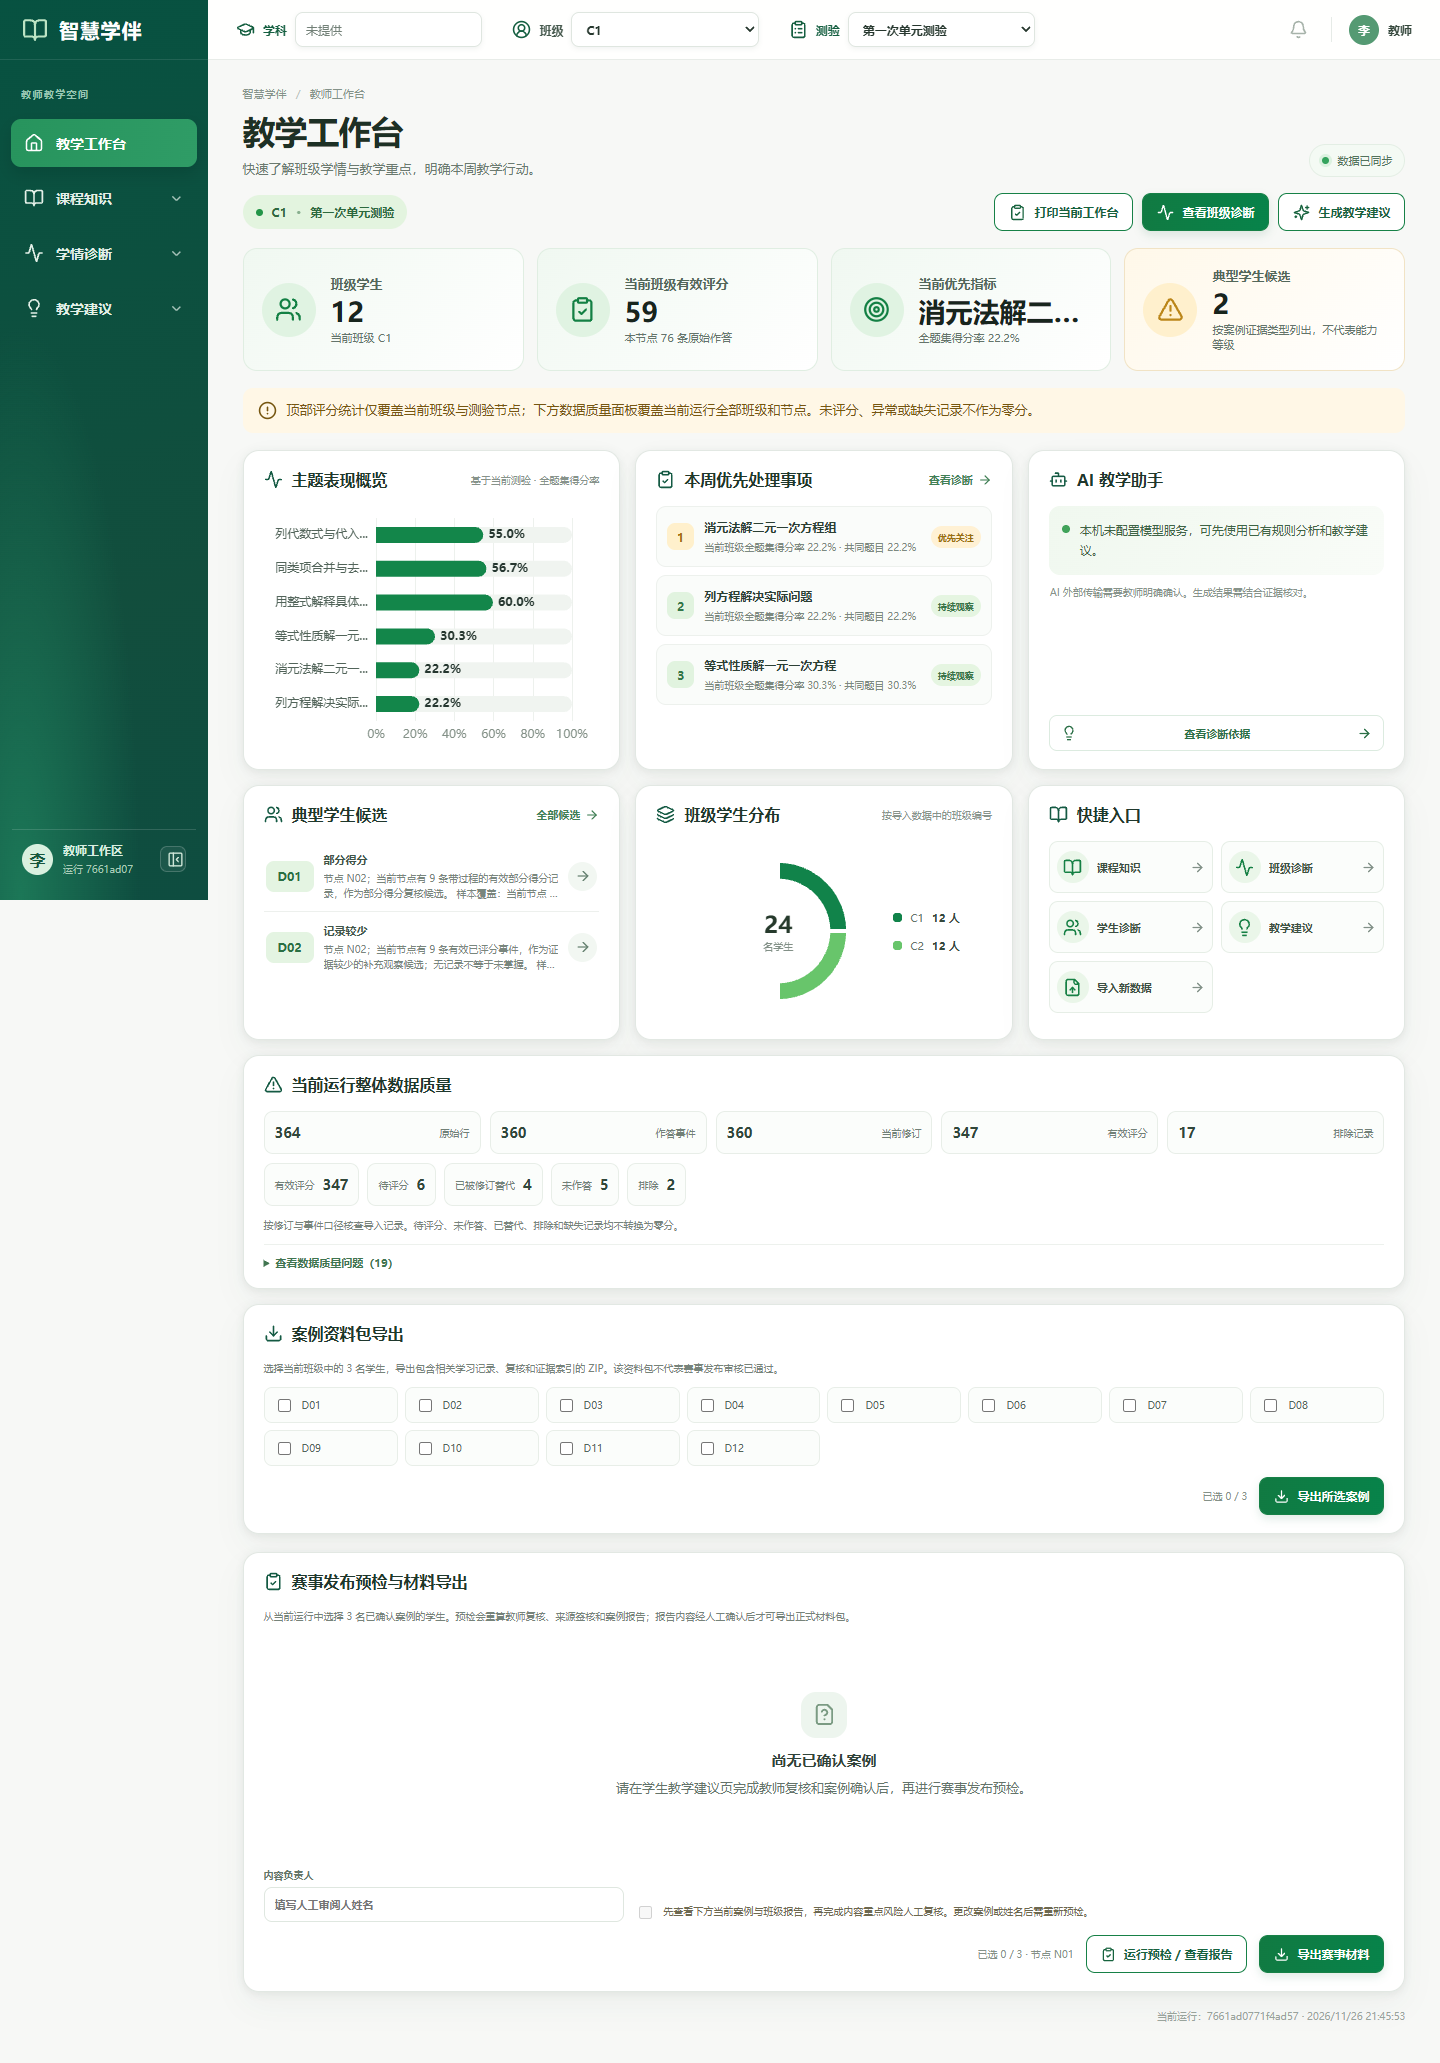 智慧学伴
学科 未提供 班级 C1 测验 第一次单元测验 李 教师
教师教学空间
教学工作台
课程知识
学情诊断
教学建议
李 教师工作区
运行 7661ad07
智慧学伴 / 教师工作台
教学工作台
快速了解班级学情与教学重点，明确本周教学行动。
数据已同步
C1 • 第一次单元测验
打印当前工作台 查看班级诊断 生成教学建议
班级学生
12
当前班级 C1
当前班级有效评分
59
本节点 76 条原始作答
当前优先指标
消元法解二...
全题集得分率 22.2%
典型学生候选
2
按案例证据类型列出，不代表能力
等级
顶部评分统计仅覆盖当前班级与测验节点；下方数据质量面板覆盖当前运行全部班级和节点。未评分、异常或缺失记录不作为零分。
主题表现概览 基于当前测验 · 全题集得分率
列代数式与代入... 55.0%
同类项合并与去... 56.7%
用整式解释具体... 60.0%
等式性质解一元... 30.3%
消元法解二元一... 22.2%
列方程解决实际... 22.2%
0% 20% 40% 60% 80% 100%
本周优先处理事项 查看诊断
1 消元法解二元一次方程组 优先关注
当前班级全题集得分率 22.2% · 共同题目 22.2%
2 列方程解决实际问题 持续观察
当前班级全题集得分率 22.2% · 共同题目 22.2%
3 等式性质解一元一次方程 持续观察
当前班级全题集得分率 30.3% · 共同题目 30.3%
AI 教学助手
本机未配置模型服务，可先使用已有规则分析和教学建
议。
AI 外部传输需要教师明确确认。生成结果需结合证据核对。
查看诊断依据
典型学生候选 全部候选
D01 部分得分
节点 N02；当前节点有 9 条带过程的有效部分得分记
录，作为部分得分复核候选。 样本覆盖：当前节点 ...
D02 记录较少
节点 N02；当前节点有 9 条有效已评分事件，作为证
据较少的补充观察候选；无记录不等于未掌握。 样...
班级学生分布 按导入数据中的班级编号
24
名学生
C1 12 人
C2 12 人
快捷入口
课程知识 班级诊断
学生诊断 教学建议
导入新数据
当前运行整体数据质量
364 原始行 360 作答事件 360 当前修订 347 有效评分 17 排除记录
有效评分 347 待评分 6 已被修订替代 4 未作答 5 排除 2
按修订与事件口径核查导入记录。待评分、未作答、已替代、排除和缺失记录均不转换为零分。
查看数据质量问题（19）
案例资料包导出
选择当前班级中的 3 名学生，导出包含相关学习记录、复核和证据索引的 ZIP。该资料包不代表赛事发布审核已通过。
D01 D02 D03 D04 D05 D06 D07 D08
D09 D10 D11 D12
已选 0 / 3 导出所选案例
赛事发布预检与材料导出
从当前运行中选择 3 名已确认案例的学生。预检会重算教师复核、来源签核和案例报告；报告内容经人工确认后才可导出正式材料包。
尚无已确认案例
请在学生教学建议页完成教师复核和案例确认后，再进行赛事发布预检。
内容负责人
填写人工审阅人姓名 先查看下方当前案例与班级报告，再完成内容重点风险人工复核。更改案例或姓名后需重新预检。
已选 0 / 3 · 节点 N01 运行预检 / 查看报告 导出赛事材料
当前运行：7661ad0771f4ad57 · 2026/11/26 21:45:53